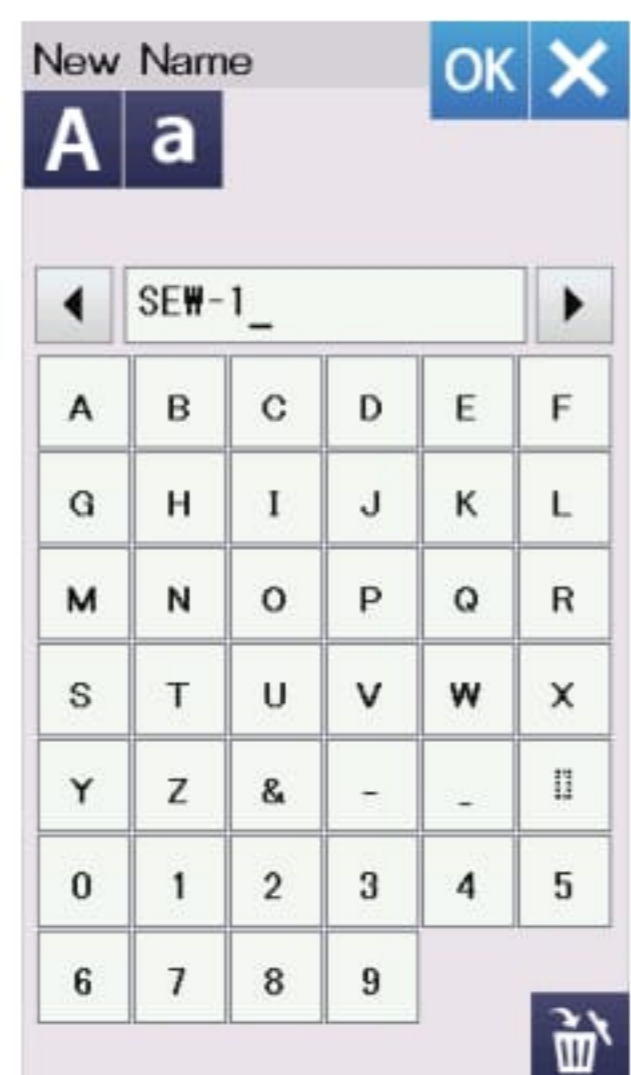 New Name OK X
A a
SEW-1_
A B C D E F
G H I J K L
M N O P Q R
S T U V W X
Y Z & - _
0 1 2 3 4 5
6 7 8 9